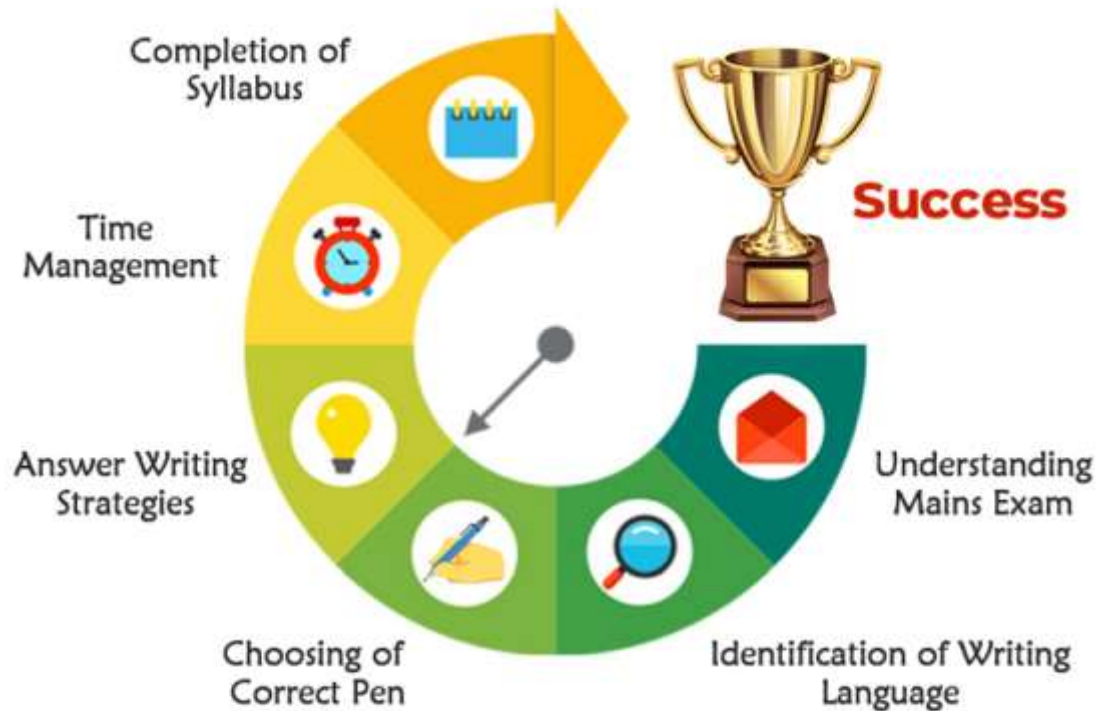 Completion of
Syllabus
Success
Time
Management
Answer Writing
Strategies
Understanding
Mains Exam
Choosing of
Correct Pen
Identification of Writing
Language